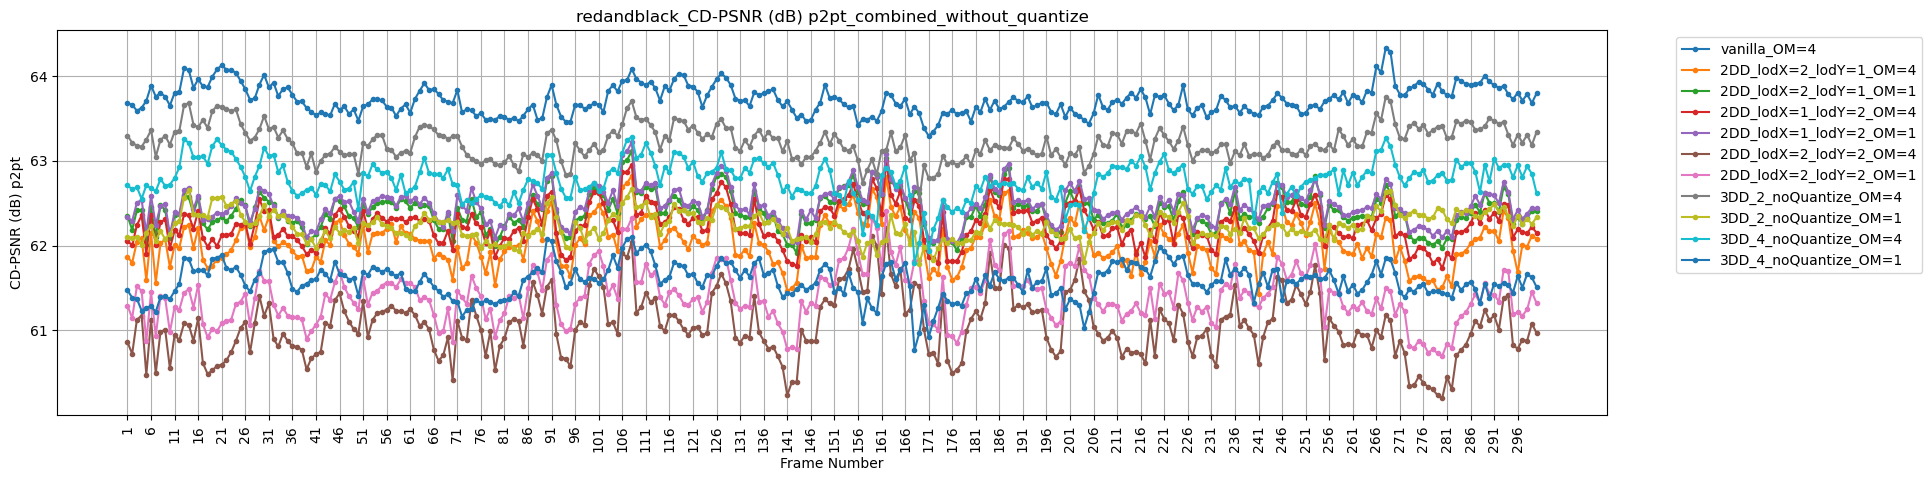 redandblack_CD-PSNR (dB) p2pt_combined_without_quantize
CD-PSNR (dB) p2pt
64
63
62
61
1 6 11 16 21 26 31 36 41 46 51 56 61 66 71 76 81 86 91 96 101 106 111 116 121 126 131 136 141 146 151 156 161 166 171 176 181 186 191 196 201 206 211 216 221 226 231 236 241 246 251 256 261 266 271 276 281 286 291 296
Frame Number
vanilla_OM=4
2DD_lodX=2_lodY=1_OM=4
2DD_lodX=2_lodY=1_OM=1
2DD_lodX=1_lodY=2_OM=4
2DD_lodX=1_lodY=2_OM=1
2DD_lodX=2_lodY=2_OM=4
2DD_lodX=2_lodY=2_OM=1
3DD_2_noQuantize_OM=4
3DD_2_noQuantize_OM=1
3DD_4_noQuantize_OM=4
3DD_4_noQuantize_OM=1